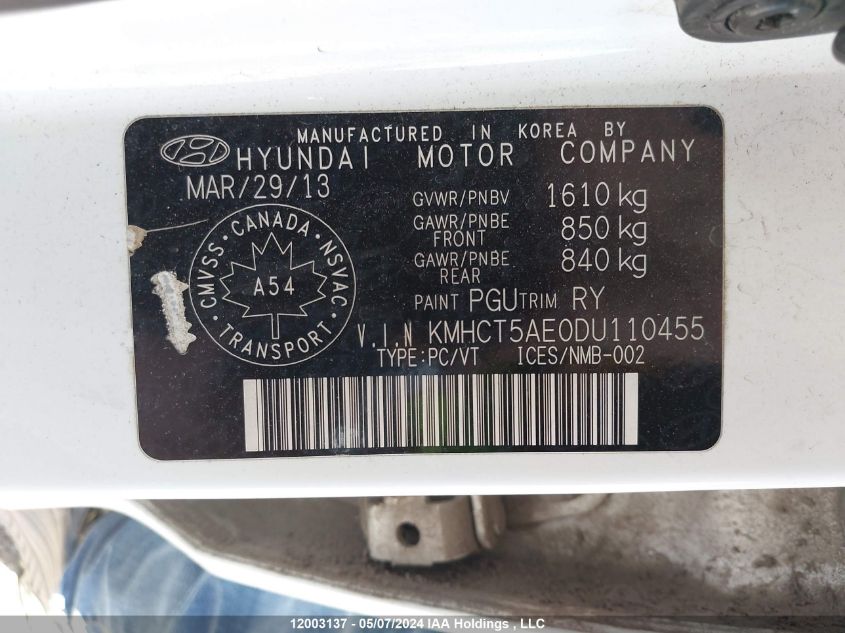 MANUFACTURED IN KOREA BY
HYUNDAI MOTOR COMPANY
MAR/29/13
GVWR/PNBV 1610 kg
GAWR/PNBE FRONT 850 kg
GAWR/PNBE REAR 840 kg
PAINT PGU TRIM RY
CMVSS · CANADA · NSVAC · TRANSPORT ·
A54
V.I.N KMHCT5AE0DU110455
TYPE:PC/VT ICES/NMB-002
12003137 - 05/07/2024 IAA Holdings , LLC